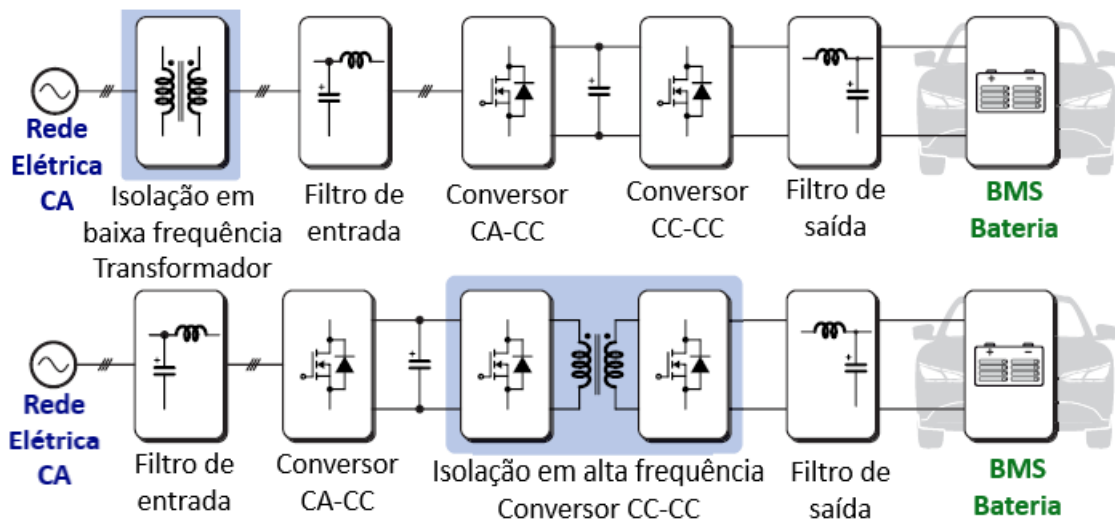 Rede
Elétrica
CA
Isolação em
baixa frequência
Transformador
Filtro de
entrada
Conversor
CA-CC
+
Conversor
CC-CC
Filtro de
saída
BMS
Bateria
Rede
Elétrica
CA
Filtro de
entrada
Conversor
CA-CC
Isolação em alta frequência
Conversor CC-CC
Filtro de
saída
BMS
Bateria